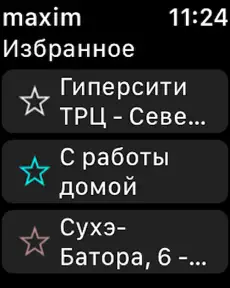 maxim 11:24
Избранное
Гиперсити
ТРЦ - Севе...
С работы
домой
Сухэ-
Батора, 6 -...